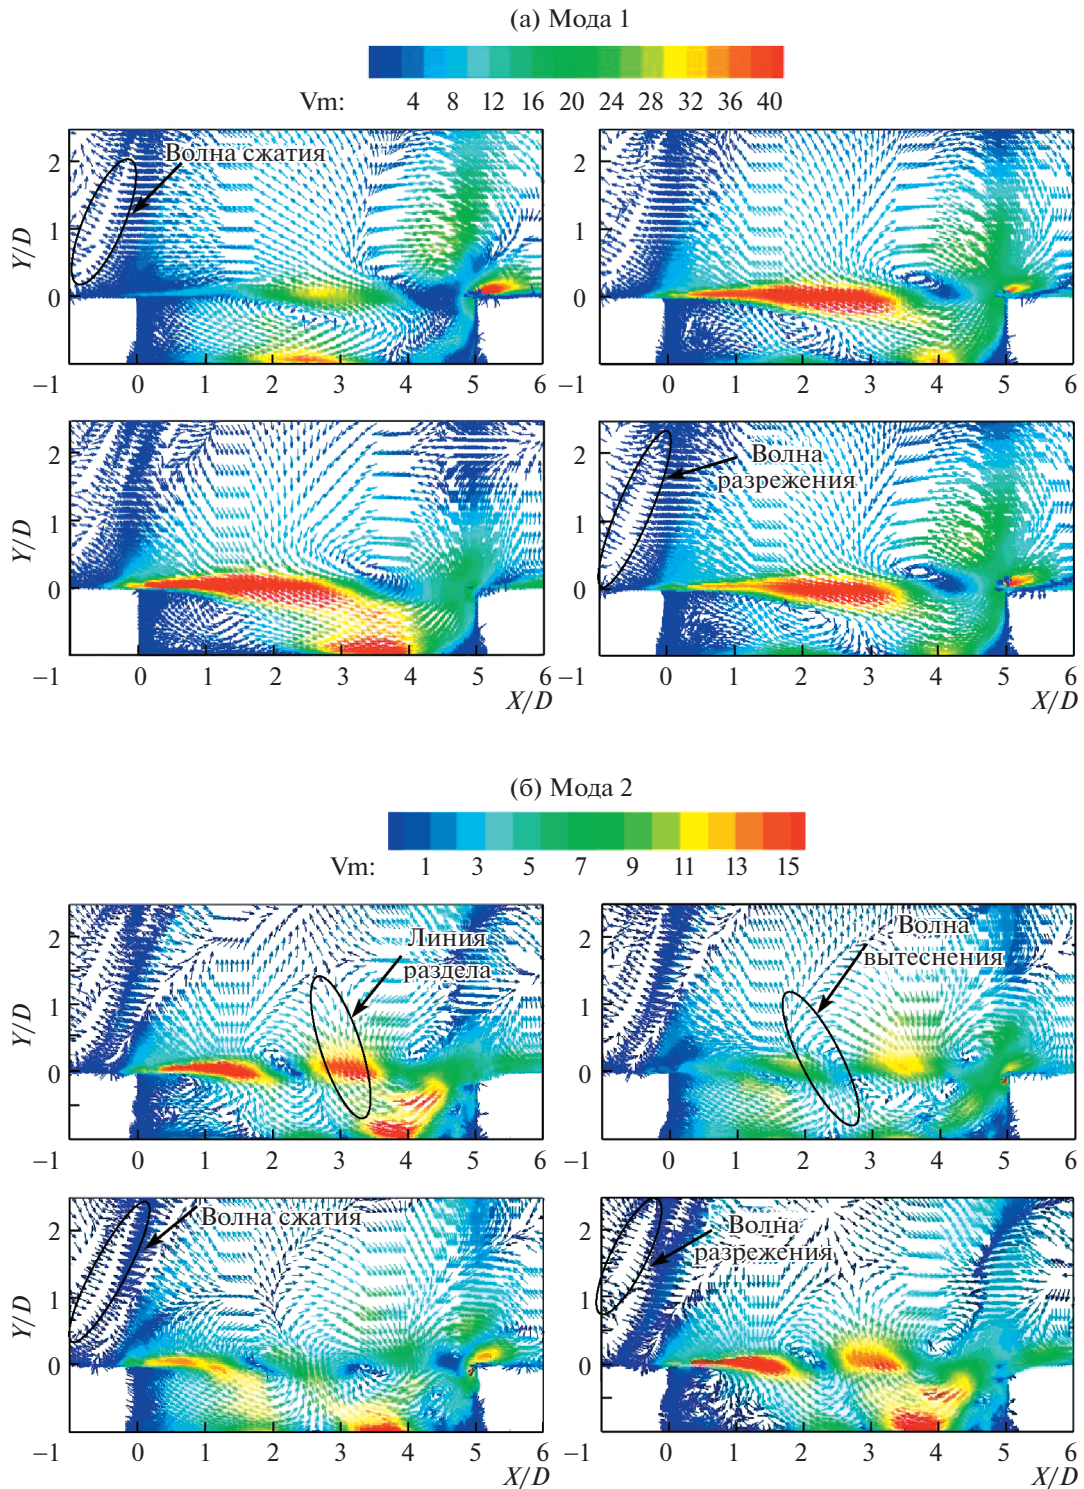 (а) Мода 1
Vm: 4 8 12 16 20 24 28 32 36 40
Волна сжатия
Y/D
2
1
0
–1 0 1 2 3 4 5 6
2
1
0
–1 0 1 2 3 4 5 6
Y/D
2
1
0
–1 0 1 2 3 4 5 6
X/D
Волна
разрежения
2
1
0
–1 0 1 2 3 4 5 6
X/D
(б) Мода 2
Vm: 1 3 5 7 9 11 13 15
Линия
раздела
Y/D
2
1
0
–1 0 1 2 3 4 5 6
Волна
вытеснения
2
1
0
–1 0 1 2 3 4 5 6
Волна сжатия
Y/D
2
1
0
–1 0 1 2 3 4 5 6
X/D
Волна
разрежения
2
1
0
–1 0 1 2 3 4 5 6
X/D